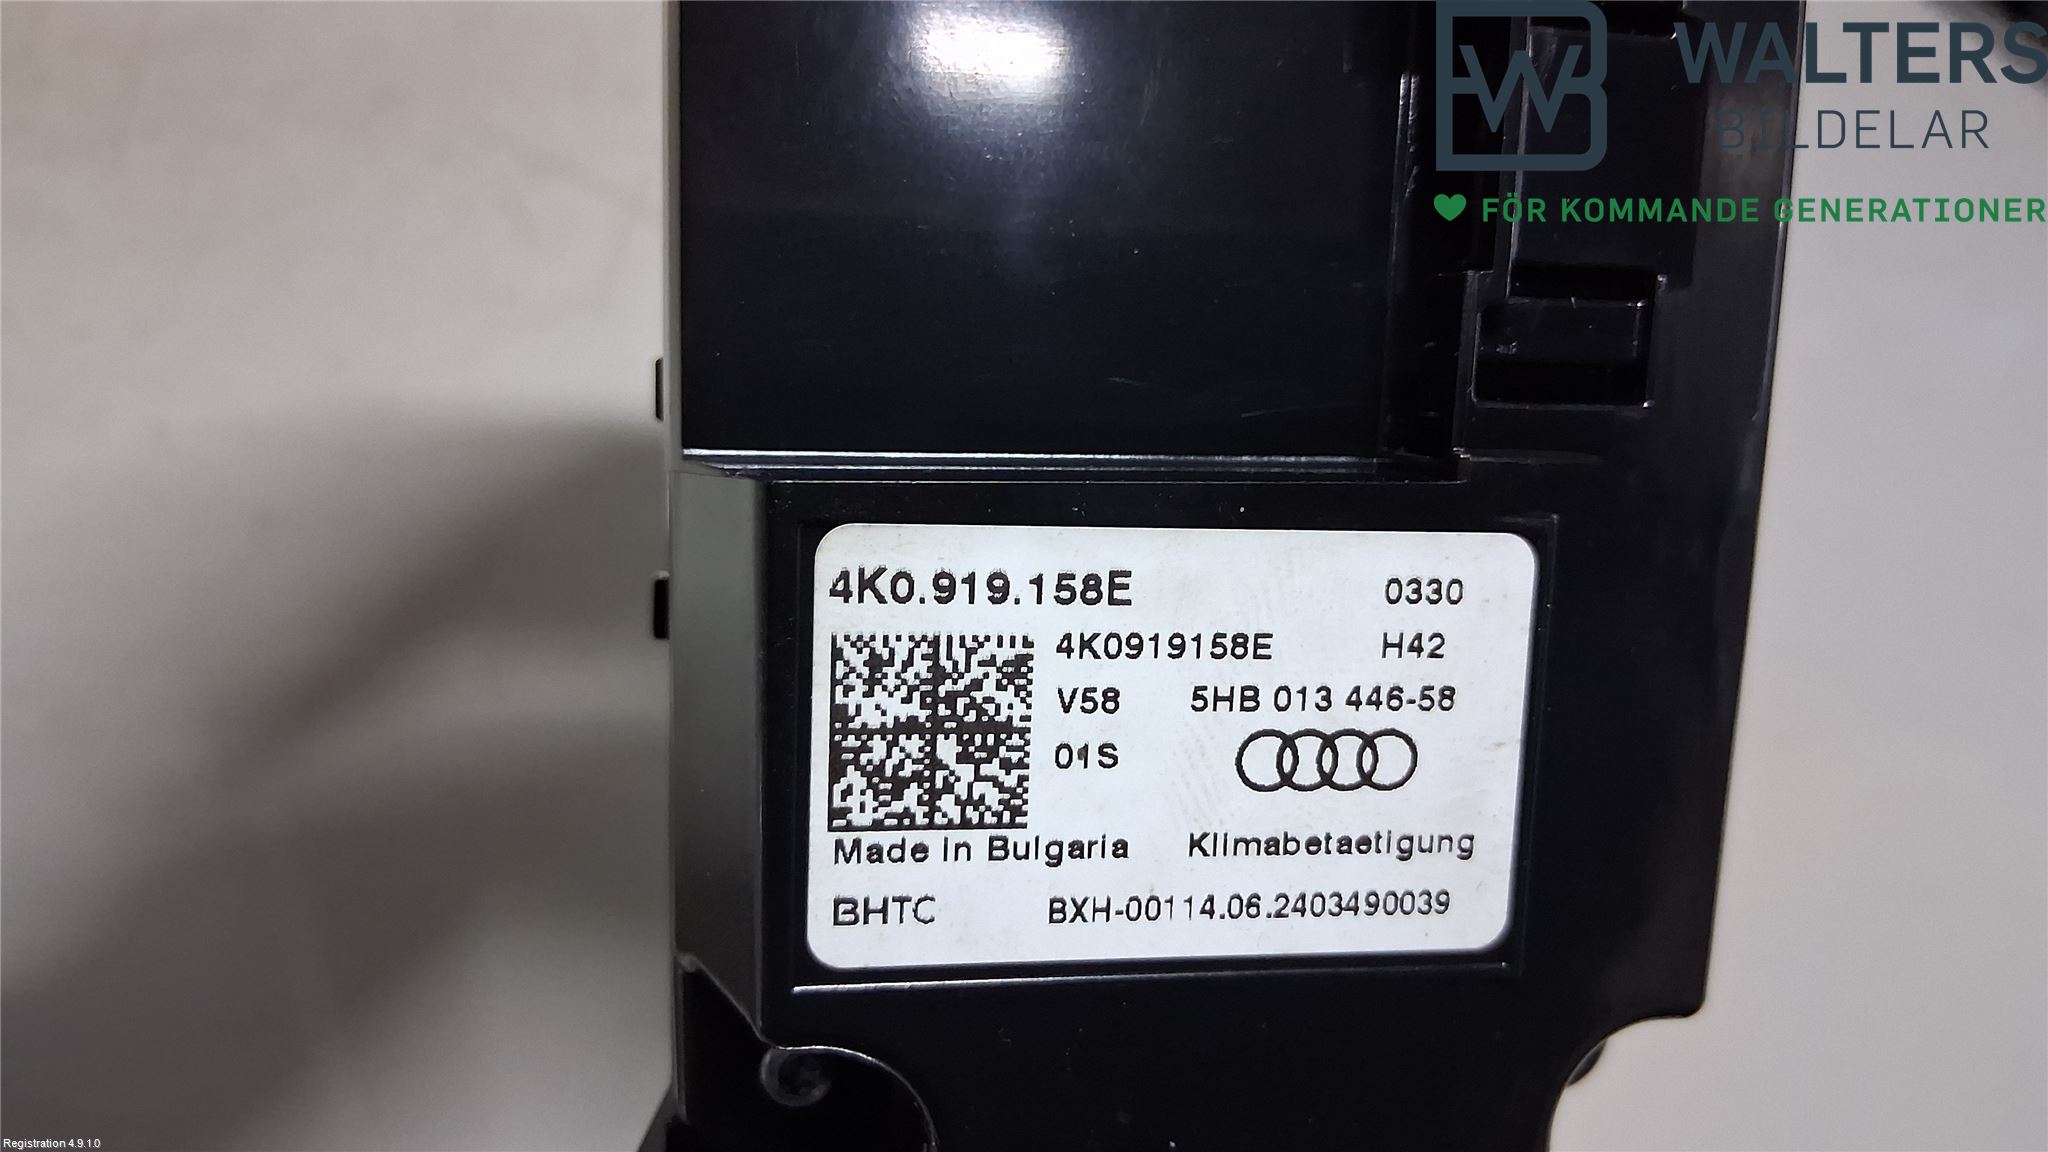 WALTERS
BILDELAR
FÖR KOMMANDE GENERATIONER
4K0.919.158E 0330
4K0919158E H42
V58 5HB 013 446-58
01S
Made in Bulgaria Klimabetaetigung
BHTC BXH-00114.06.2403490039
Registration 4.9.1.0